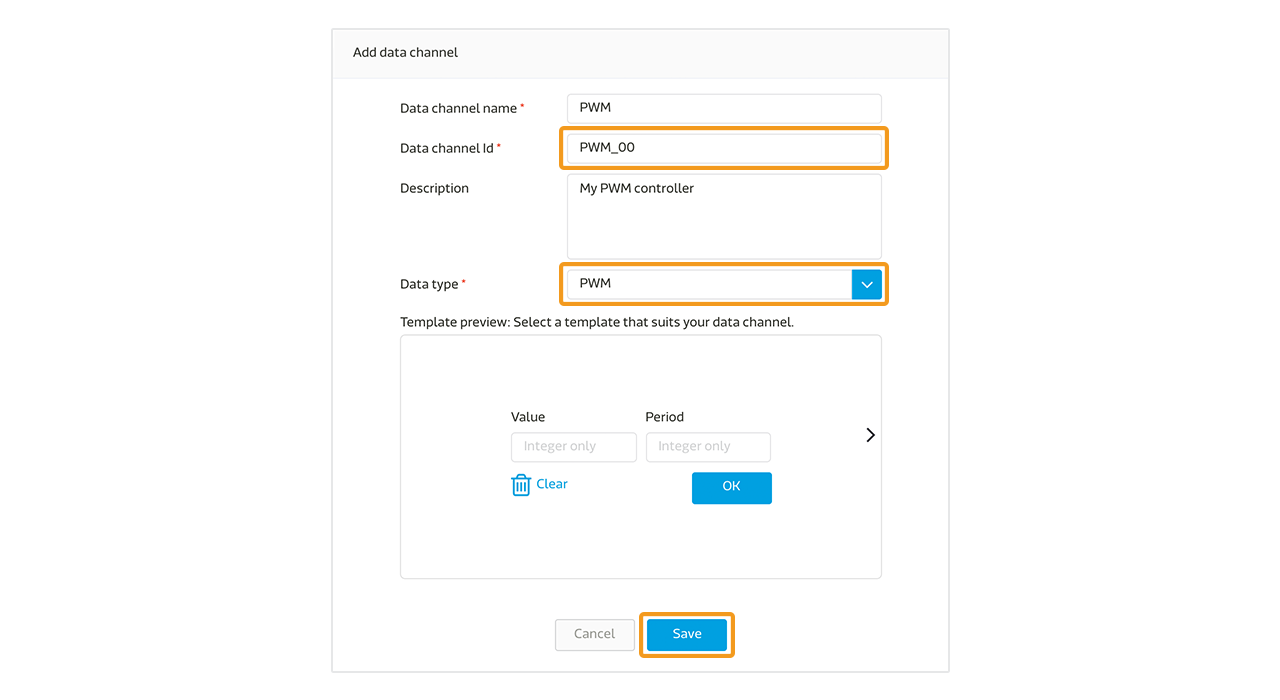 Add data channel
Data channel name * PWM
Data channel Id * PWM_00
Description My PWM controller
Data type * PWM
Template preview: Select a template that suits your data channel.
Value Period
Integer only Integer only
Clear OK
Cancel Save